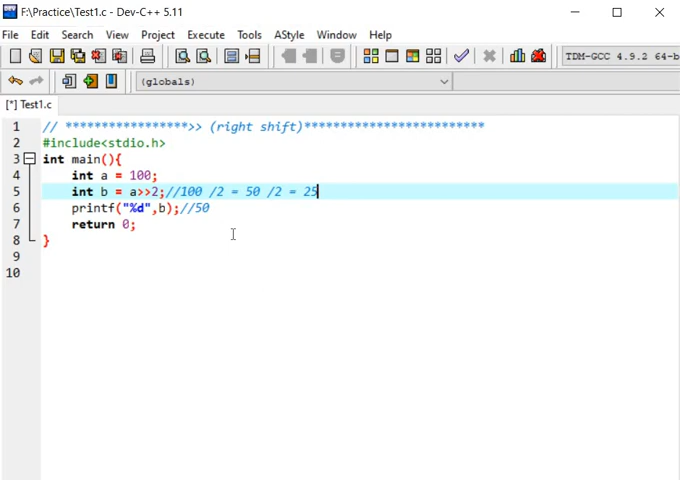 F:\Practice\Test1.c - Dev-C++ 5.11
File Edit Search View Project Execute Tools AStyle Window Help
TDM-GCC 4.9.2 64-b
(globals)
[*] Test1.c
1 // *****************>> (right shift)*************************
2 #include<stdio.h>
3 int main(){
4 int a = 100;
5 int b = a>>2;//100 /2 = 50 /2 = 25
6 printf("%d",b);//50
7 return 0;
8 }
9
10